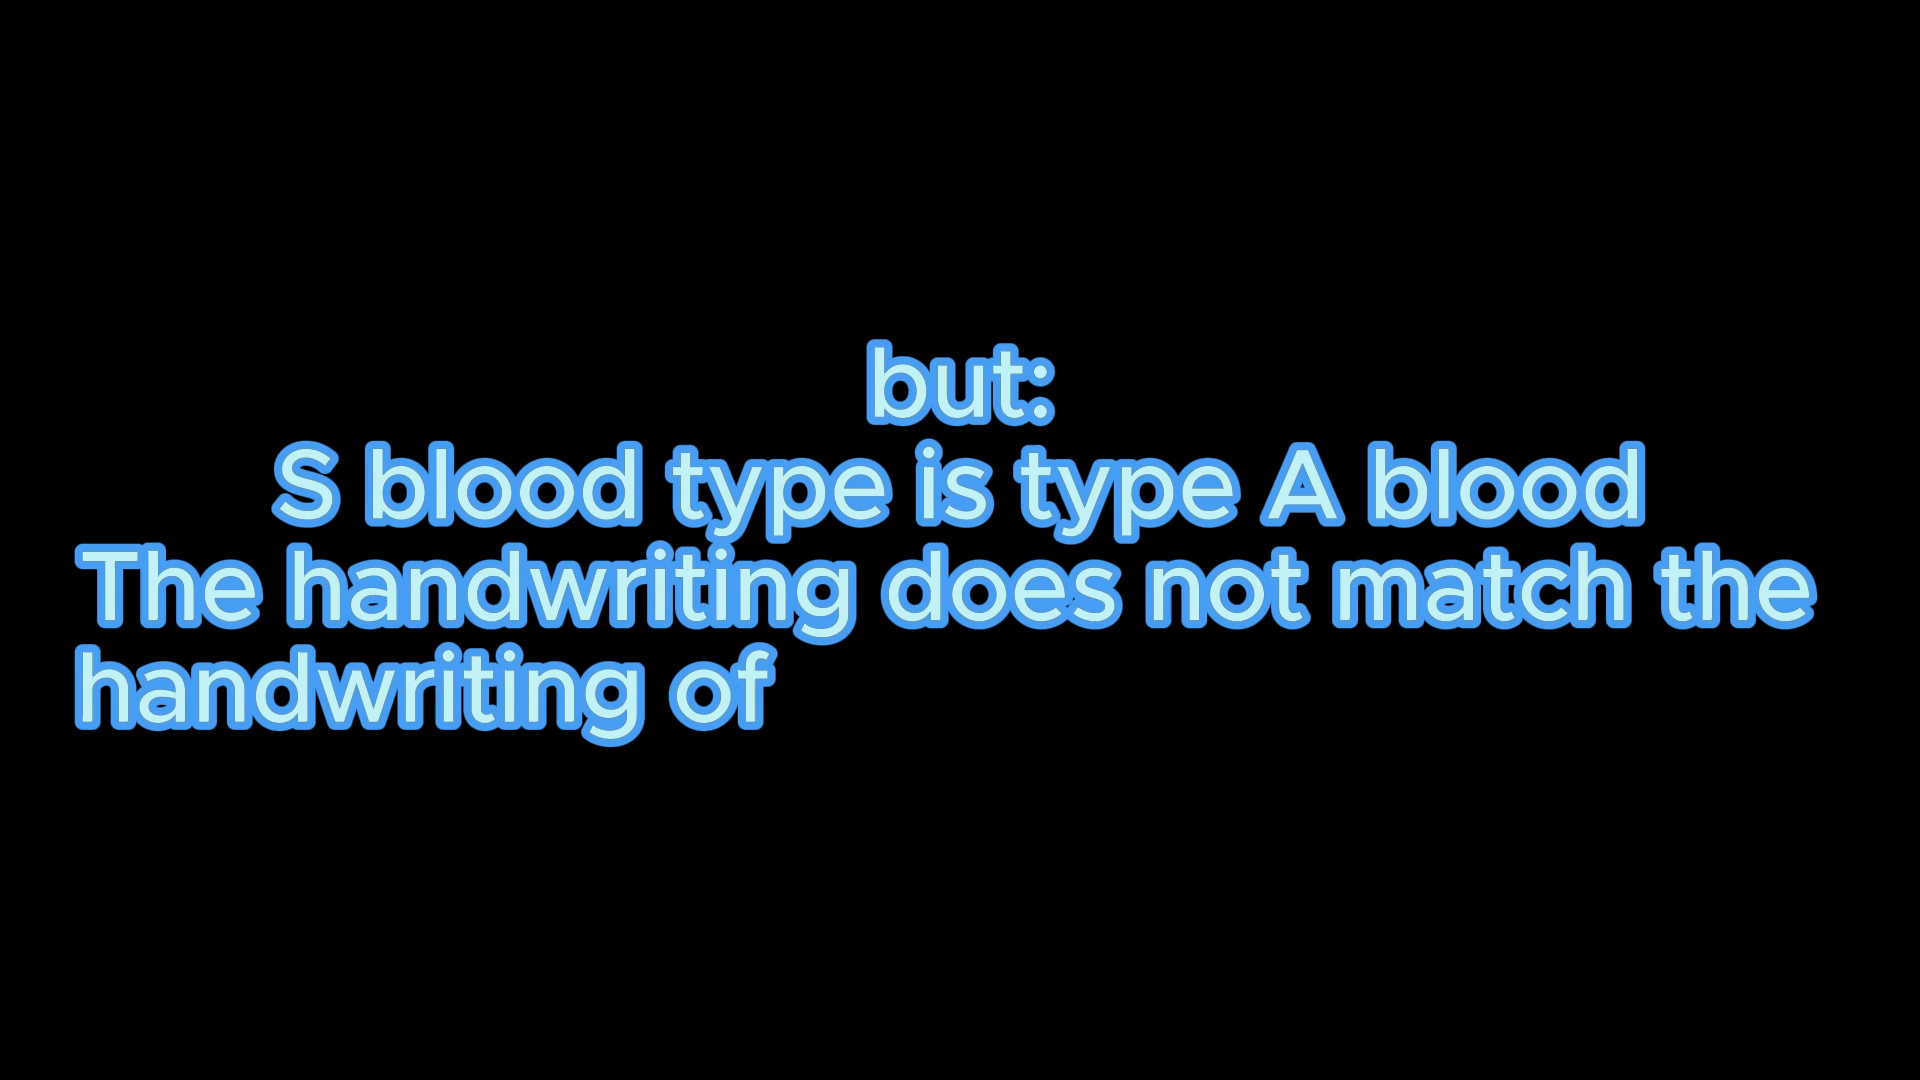 but:
S blood type is type A blood
The handwriting does not match the
handwriting of